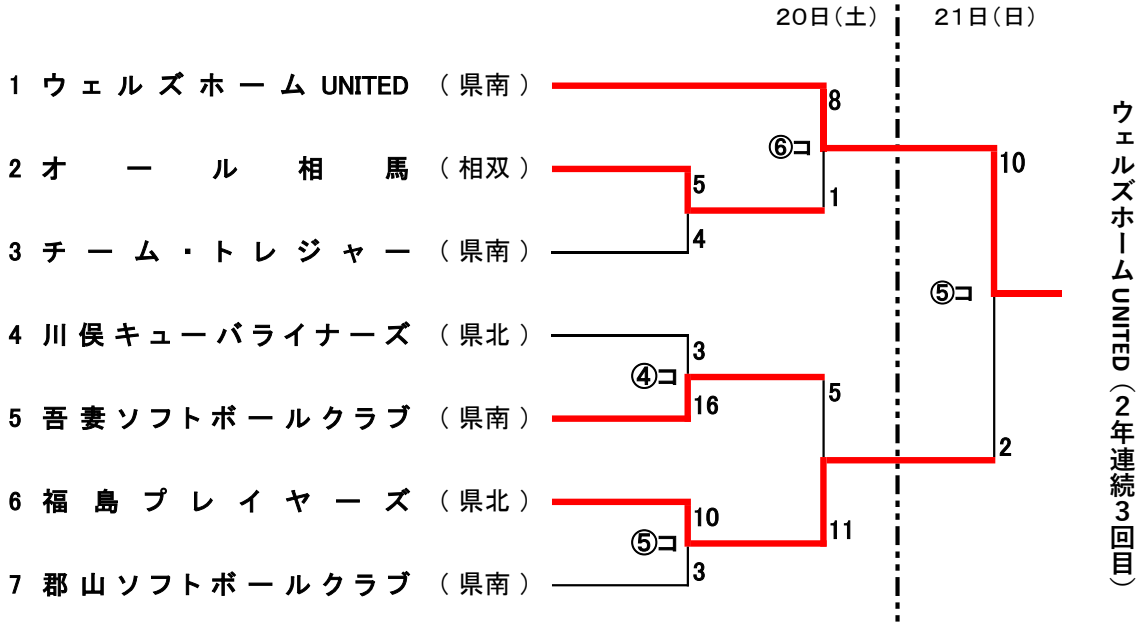 20日(土) 21日(日)
1 ウェルズホーム UNITED (県南)
8
⑥コ
2 オール相馬 (相双)
5
10
1
3 チーム・トレジャー (県南)
4
⑤コ
4 川俣キューバライナーズ (県北)
3
④コ
5 吾妻ソフトボールクラブ (県南)
16
5
2
6 福島プレイヤーズ (県北)
10
11
⑤コ
7 郡山ソフトボールクラブ (県南)
3
ウェルズホームUNITED(2年連続3回目)